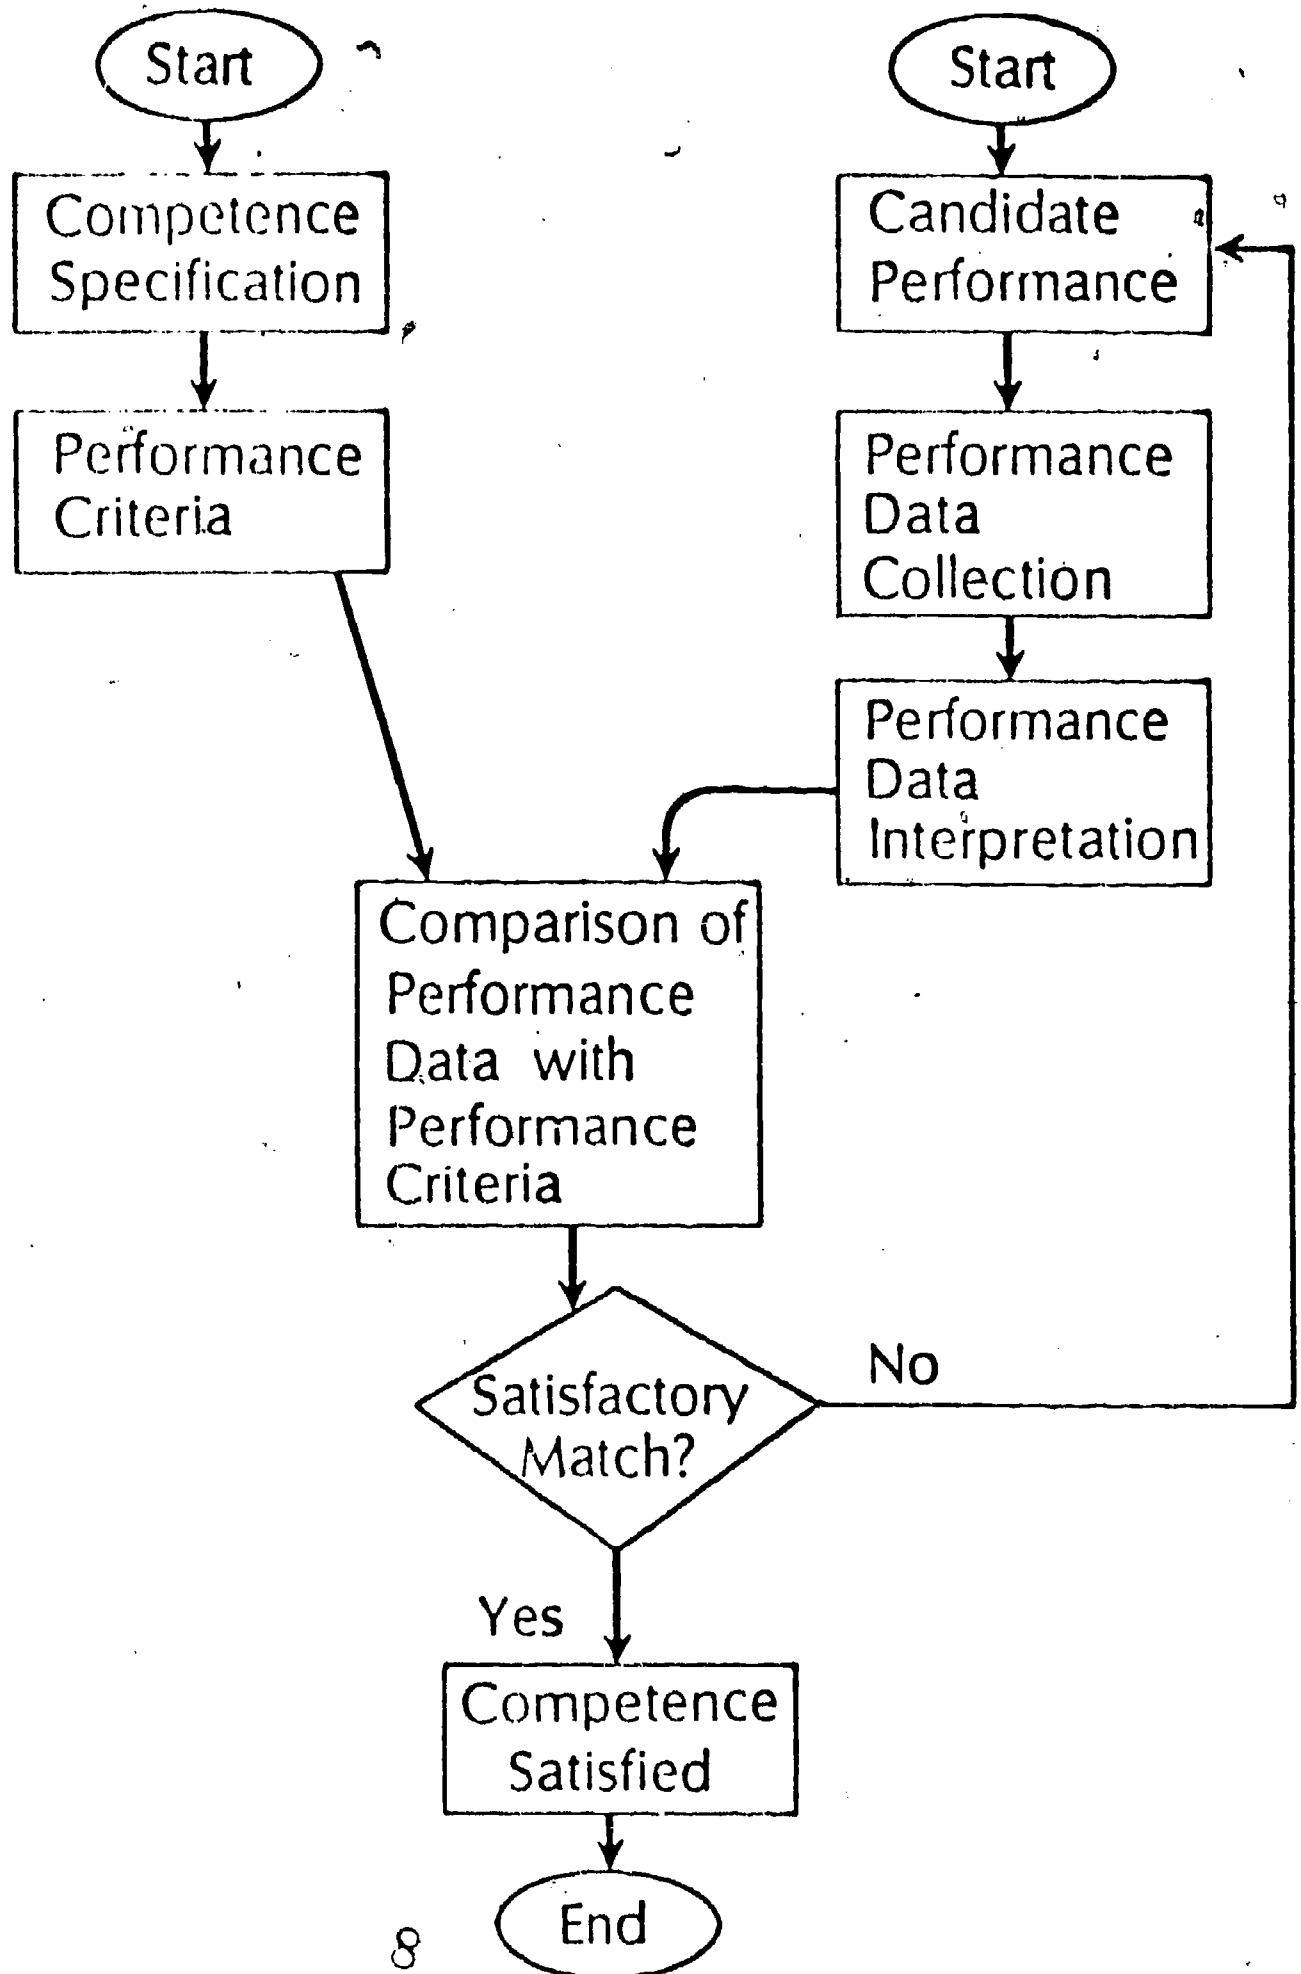 Start
Competence
Specification
Performance
Criteria
Start
Candidate
Performance
Performance
Data
Collection
Performance
Data
Interpretation
Comparison of
Performance
Data with
Performance
Criteria
Satisfactory
Match?
No
Yes
Competence
Satisfied
End
8